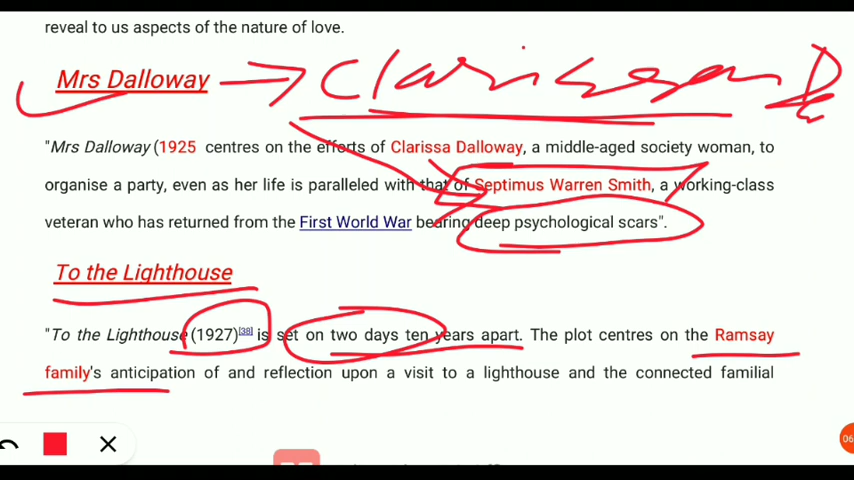 reveal to us aspects of the nature of love.
Mrs Dalloway Clarissan D
"Mrs Dalloway (1925 centres on the efforts of Clarissa Dalloway, a middle-aged society woman, to
organise a party, even as her life is paralleled with that of Septimus Warren Smith, a working-class
veteran who has returned from the First World War bearing deep psychological scars".
To the Lighthouse
"To the Lighthouse (1927)[38] is set on two days ten years apart. The plot centres on the Ramsay
family's anticipation of and reflection upon a visit to a lighthouse and the connected familial
06